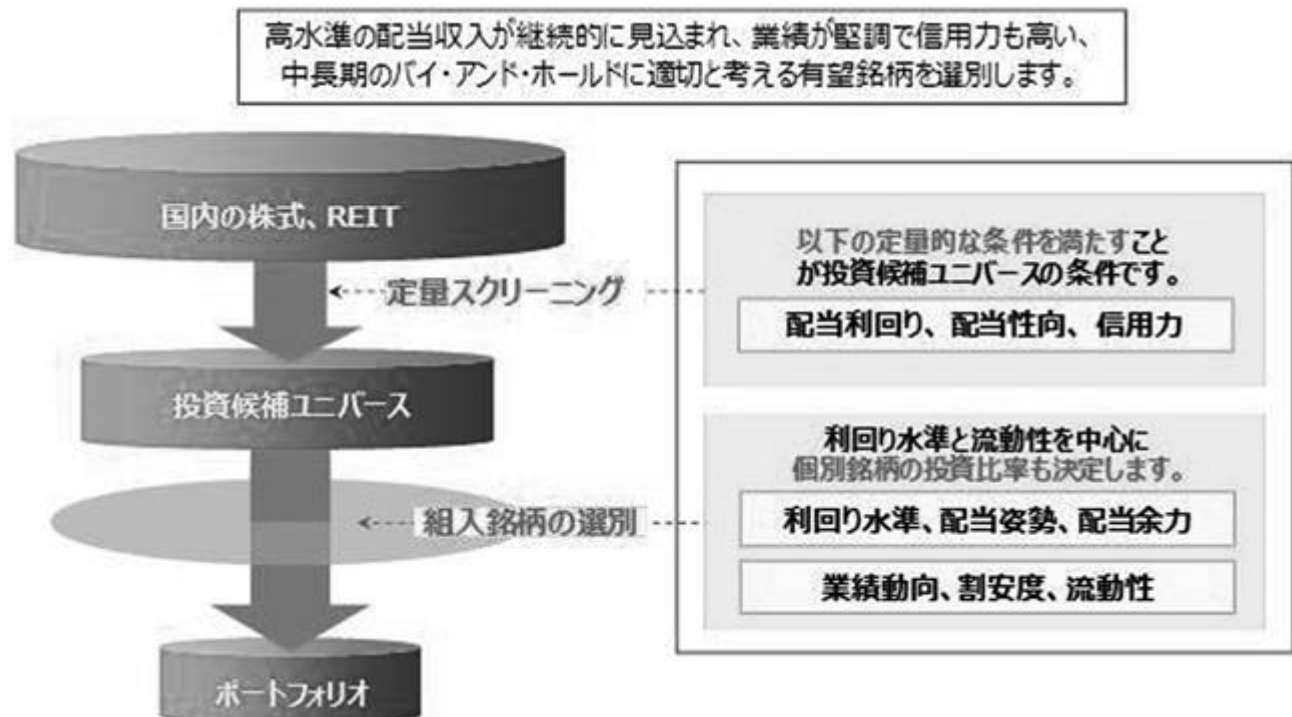 高水準の配当収入が継続的に見込まれ、業績が堅調で信用力も高い、
中長期のバイ・アンド・ホールドに適切と考える有望銘柄を選別します。
国内の株式、REIT
定量スクリーニング
以下の定量的な条件を満たすこと
が投資候補ユニバースの条件です。
配当利回り、配当性向、信用力
投資候補ユニバース
利回り水準と流動性を中心に
個別銘柄の投資比率も決定します。
組入銘柄の選別
利回り水準、配当姿勢、配当余力
業績動向、割安度、流動性
ポートフォリオ